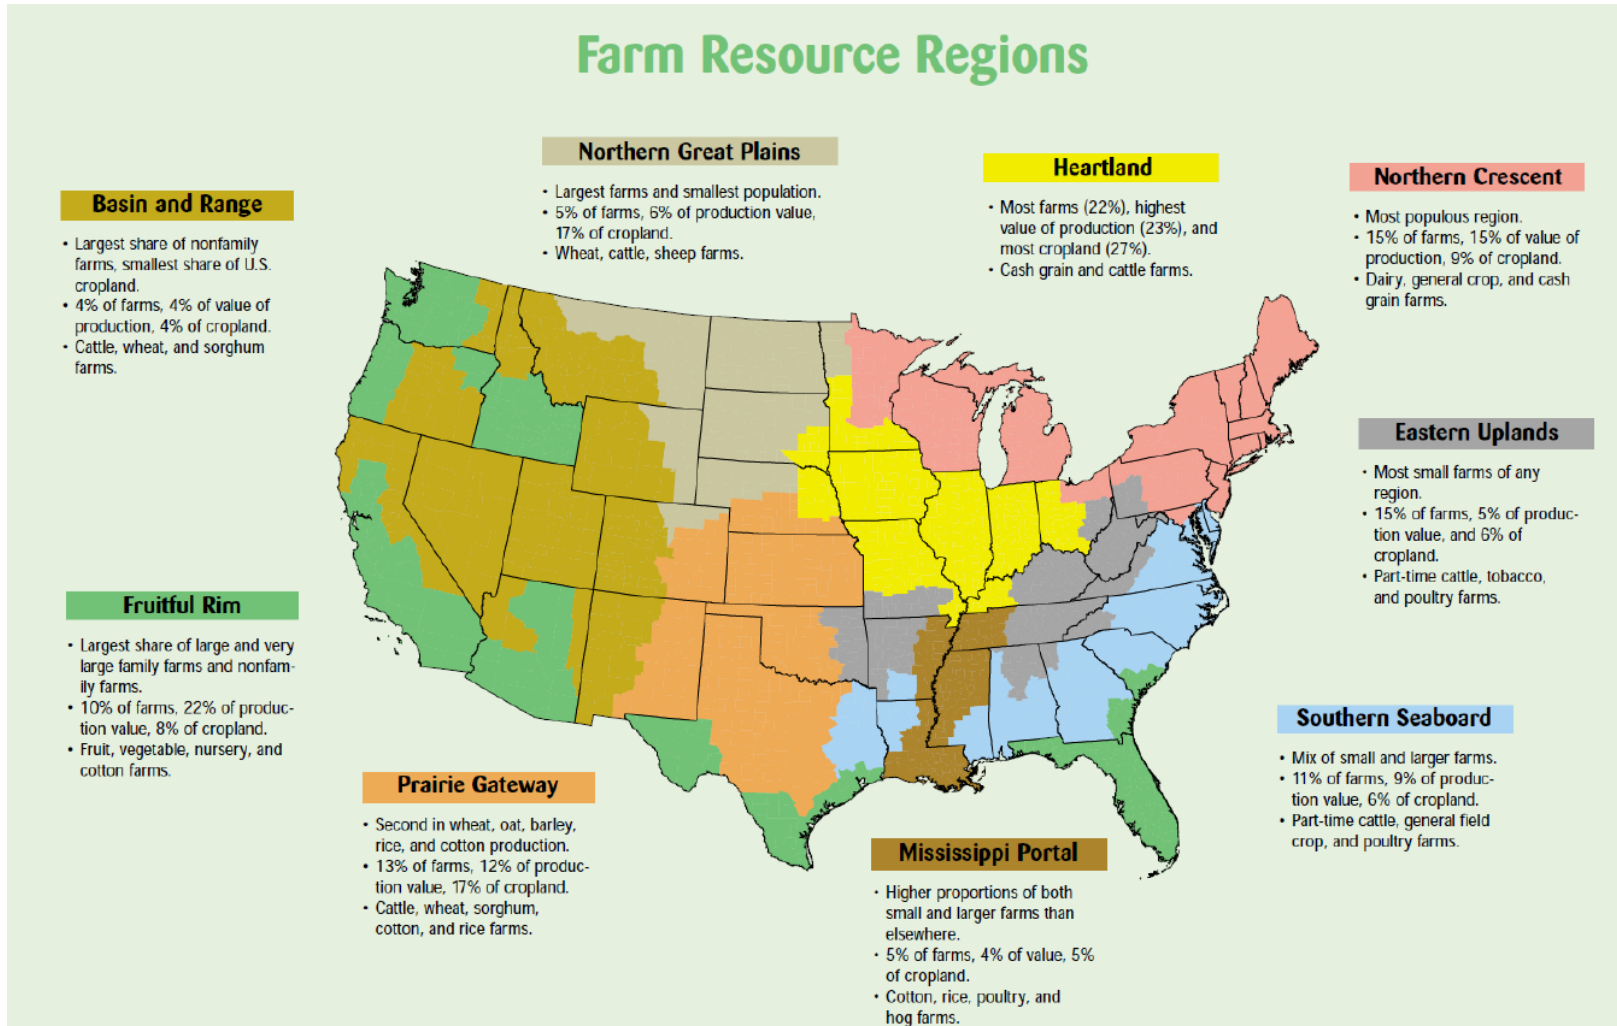 Farm Resource Regions
Northern Great Plains
• Largest farms and smallest population.
• 5% of farms, 6% of production value,
17% of cropland.
• Wheat, cattle, sheep farms.
Heartland
• Most farms (22%), highest
value of production (23%), and
most cropland (27%).
• Cash grain and cattle farms.
Northern Crescent
• Most populous region.
• 15% of farms, 15% of value of
production, 9% of cropland.
• Dairy, general crop, and cash
grain farms.
Basin and Range
• Largest share of nonfamily
farms, smallest share of U.S.
cropland.
• 4% of farms, 4% of value of
production, 4% of cropland.
• Cattle, wheat, and sorghum
farms.
Eastern Uplands
• Most small farms of any
region.
• 15% of farms, 5% of produc-
tion value, and 6% of
cropland.
• Part-time cattle, tobacco,
and poultry farms.
Fruitful Rim
• Largest share of large and very
large family farms and nonfam-
ily farms.
• 10% of farms, 22% of produc-
tion value, 8% of cropland.
• Fruit, vegetable, nursery, and
cotton farms.
Southern Seaboard
• Mix of small and larger farms.
• 11% of farms, 9% of produc-
tion value, 6% of cropland.
• Part-time cattle, general field
crop, and poultry farms.
Prairie Gateway
• Second in wheat, oat, barley,
rice, and cotton production.
• 13% of farms, 12% of produc-
tion value, 17% of cropland.
• Cattle, wheat, sorghum,
cotton, and rice farms.
Mississippi Portal
• Higher proportions of both
small and larger farms than
elsewhere.
• 5% of farms, 4% of value, 5%
of cropland.
• Cotton, rice, poultry, and
hog farms.